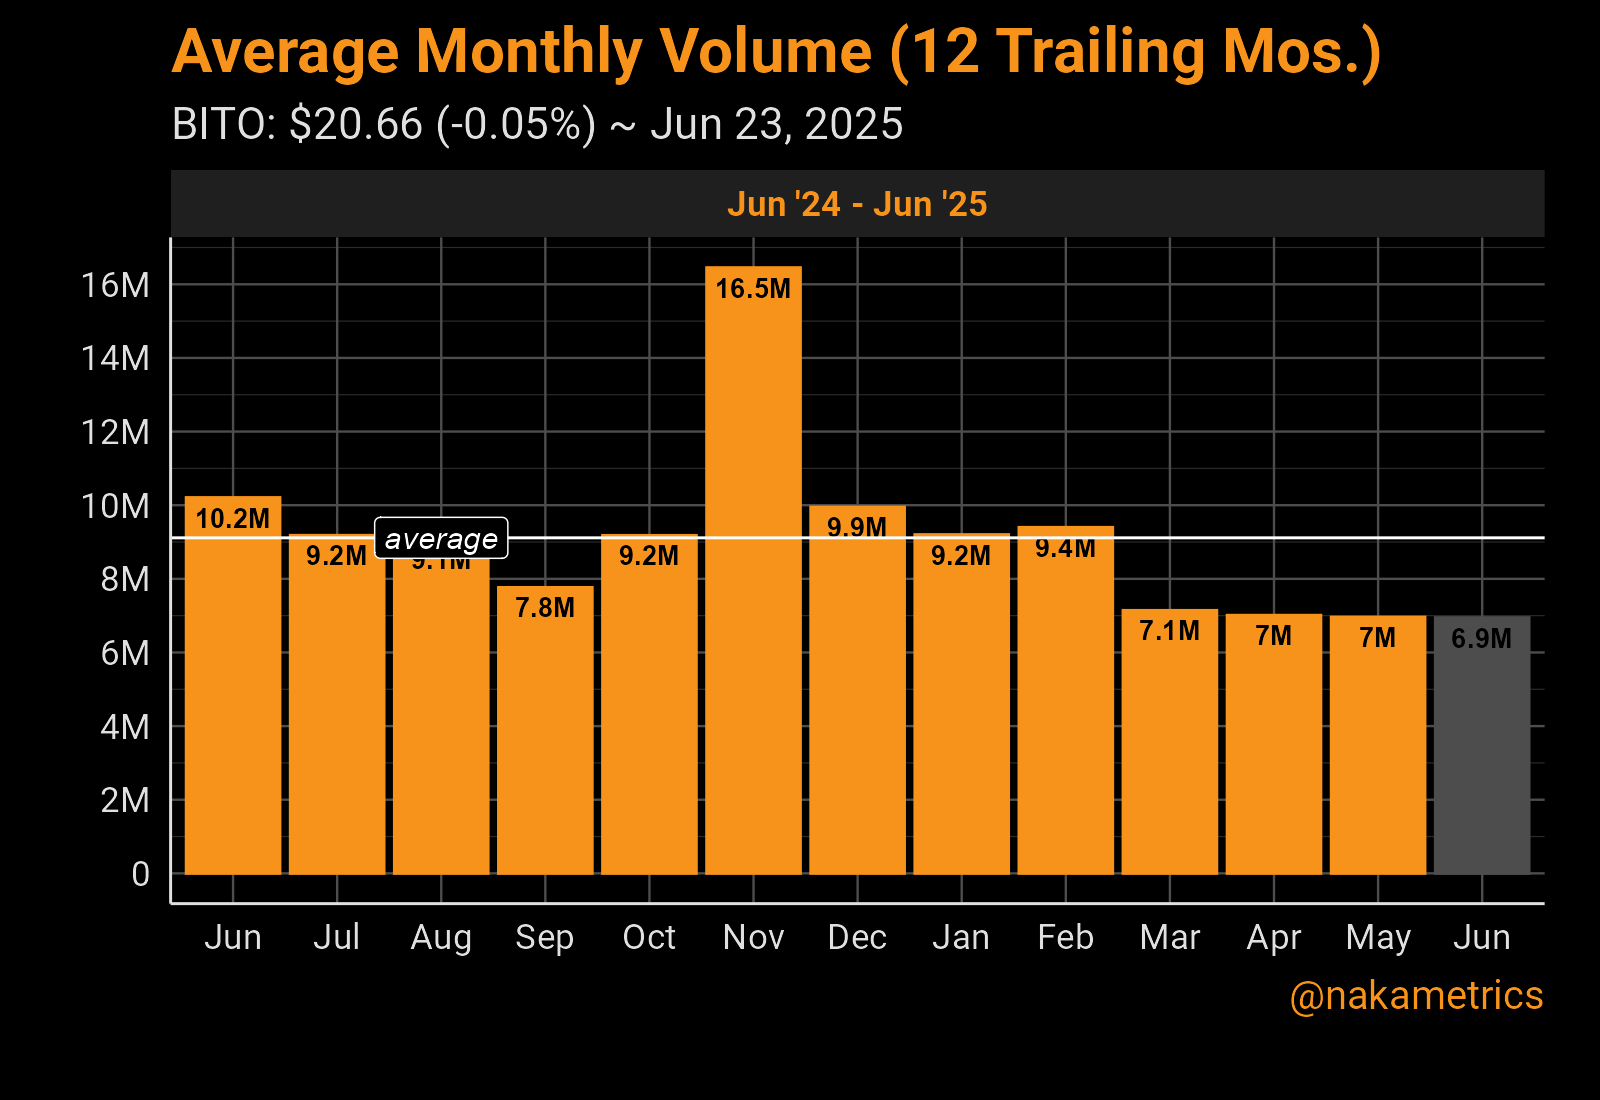 Average Monthly Volume (12 Trailing Mos.)
BITO: $20.66 (-0.05%) ~ Jun 23, 2025
Jun '24 - Jun '25
16M
14M
12M
10M
8M
6M
4M
2M
0
10.2M
9.2M
average
9.1M
7.8M
9.2M
16.5M
9.9M
9.2M
9.4M
7.1M
7M
7M
6.9M
Jun Jul Aug Sep Oct Nov Dec Jan Feb Mar Apr May Jun
@nakametrics